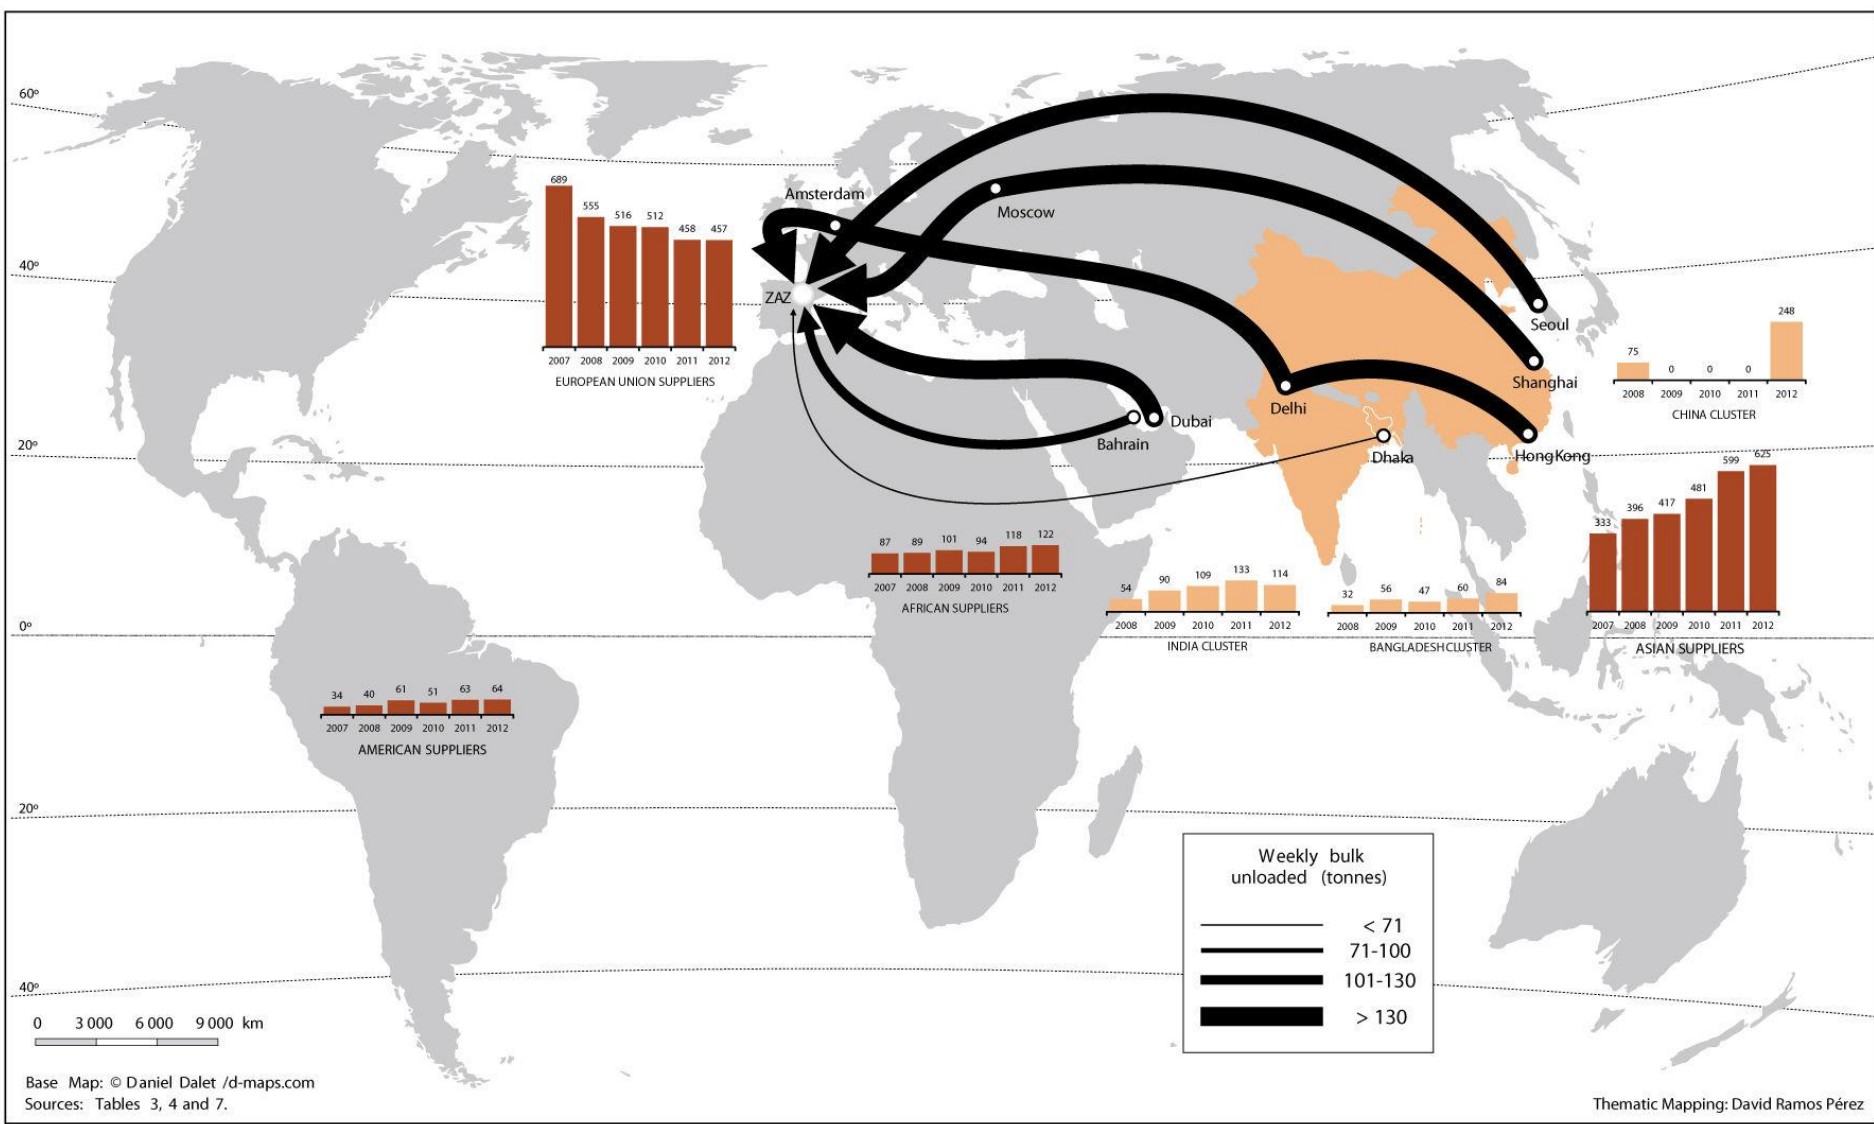 60º
40º
20º
0º
20º
40º
Amsterdam
Moscow
ZAZ
Seoul
Shanghai
Delhi
Dubai
Bahrain
Dhaka
HongKong
689
555
516
512
458
457
2007 2008 2009 2010 2011 2012
EUROPEAN UNION SUPPLIERS
75 0 0 0 248
2008 2009 2010 2011 2012
CHINA CLUSTER
333 396 417 481 599 625
2007 2008 2009 2010 2011 2012
ASIAN SUPPLIERS
87 89 101 94 118 122
2007 2008 2009 2010 2011 2012
AFRICAN SUPPLIERS
54 90 109 133 114
2008 2009 2010 2011 2012
INDIA CLUSTER
32 56 47 60 84
2008 2009 2010 2011 2012
BANGLADESHCLUSTER
34 40 61 51 63 64
2007 2008 2009 2010 2011 2012
AMERICAN SUPPLIERS
Weekly bulk
unloaded (tonnes)
< 71
71-100
101-130
> 130
0 3 000 6 000 9 000 km
Base Map: © Daniel Dalet /d-maps.com
Sources: Tables 3, 4 and 7.
Thematic Mapping: David Ramos Pérez